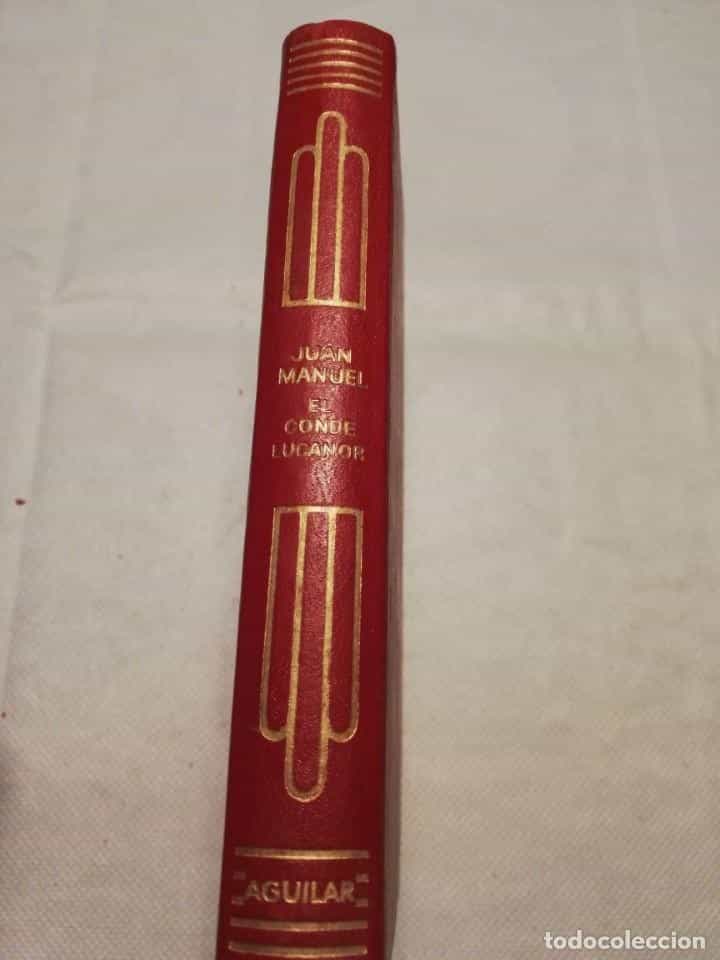 JUAN
MANUEL
EL
CONDE
LUCANOR
AGUILAR
todocoleccion